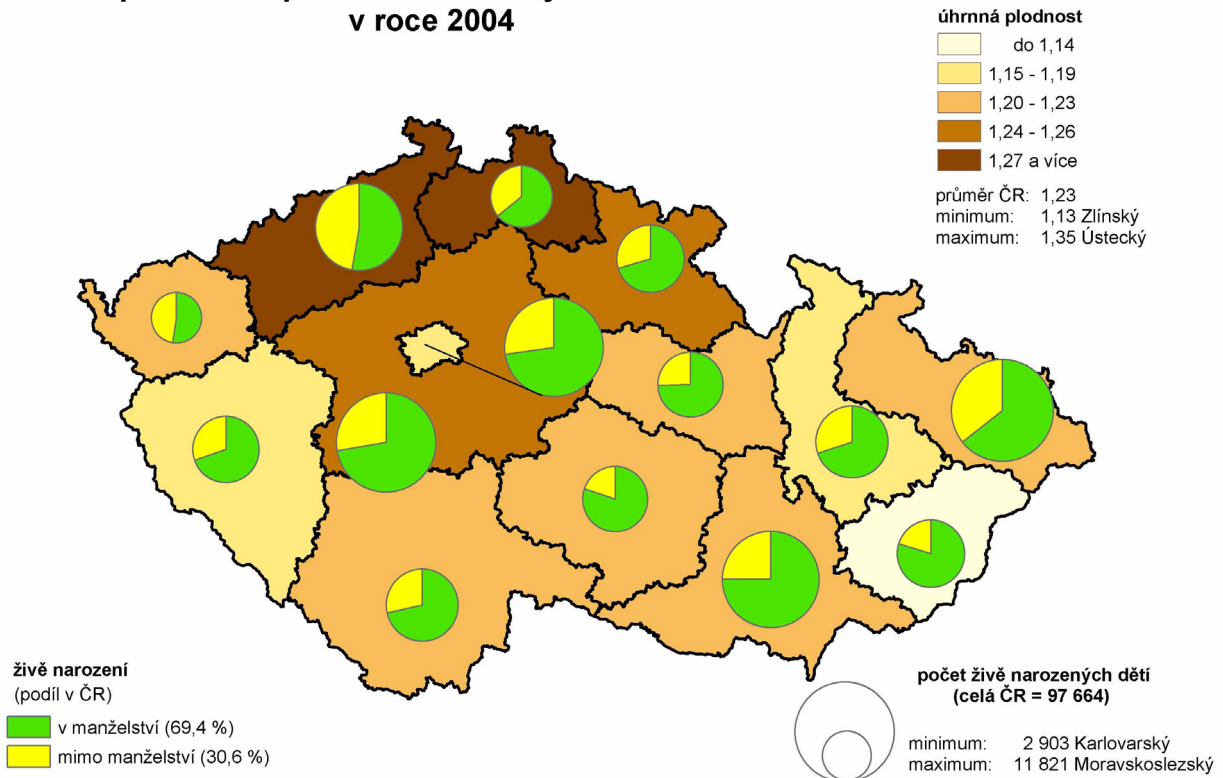 v roce 2004
úhrnná plodnost
do 1,14
1,15 - 1,19
1,20 - 1,23
1,24 - 1,26
1,27 a více
průměr ČR: 1,23
minimum: 1,13 Zlínský
maximum: 1,35 Ústecký
živě narození
(podíl v ČR)
v manželství (69,4 %)
mimo manželství (30,6 %)
počet živě narozených dětí
(celá ČR = 97 664)
minimum: 2 903 Karlovarský
maximum: 11 821 Moravskoslezský